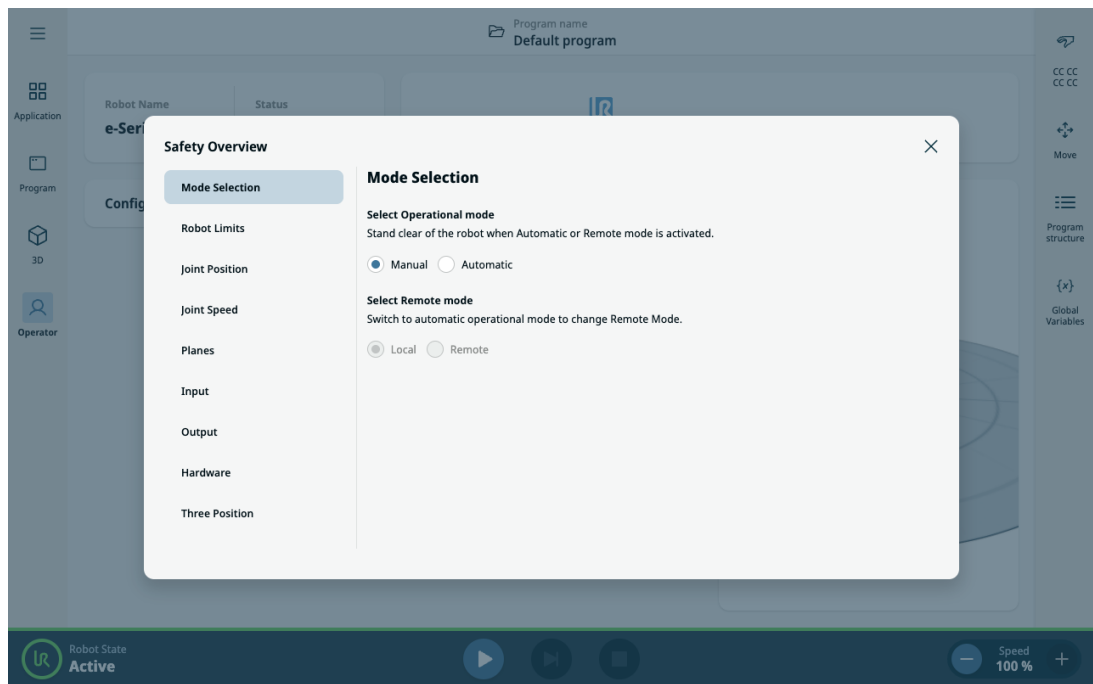 Program name
Default program
Application
Program
3D
Operator
Robot Name
Status
e-Seri
Config
Safety Overview
Mode Selection
Robot Limits
Joint Position
Joint Speed
Planes
Input
Output
Hardware
Three Position
Mode Selection
Select Operational mode
Stand clear of the robot when Automatic or Remote mode is activated.
Manual
Automatic
Select Remote mode
Switch to automatic operational mode to change Remote Mode.
Local
Remote
CC CC
CC CC
Move
Program
structure
{x}
Global
Variables
Robot State
Active
Speed
100 %